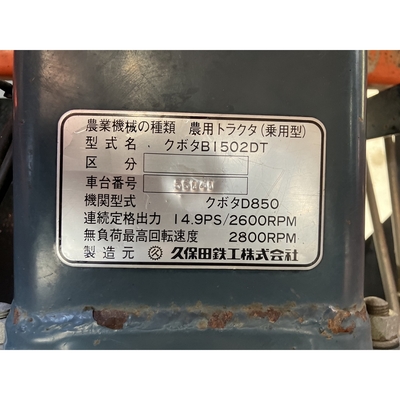 農業機械の種類 農用トラクタ(乗用型)
型式名 クボタB1502DT
区分
車台番号
機関型式 クボタD850
連続定格出力 14.9PS/2600RPM
無負荷最高回転速度 2800RPM
製造元 久保田鉄工株式会社